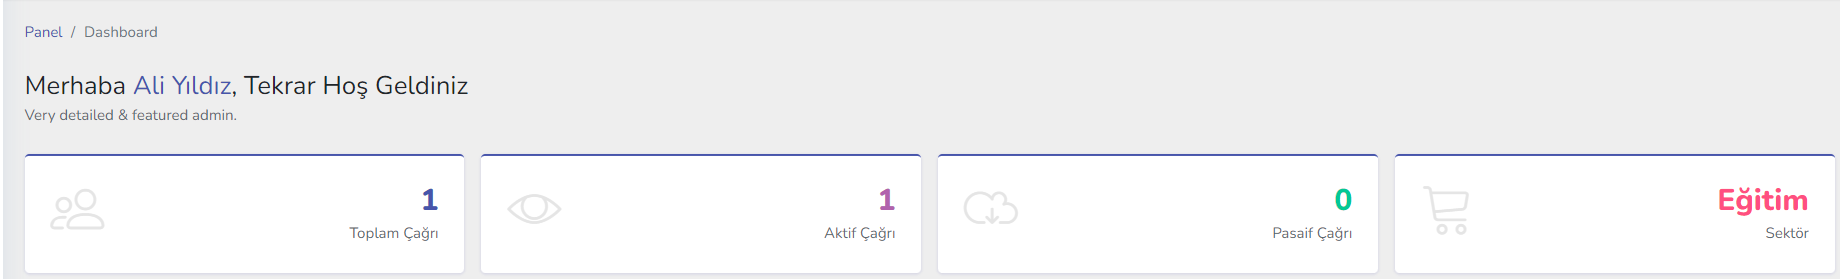 Panel / Dashboard
Merhaba Ali Yıldız, Tekrar Hoş Geldiniz
Very detailed & featured admin.
1
Toplam Çağrı
1
Aktif Çağrı
0
Pasaif Çağrı
Eğitim
Sektör